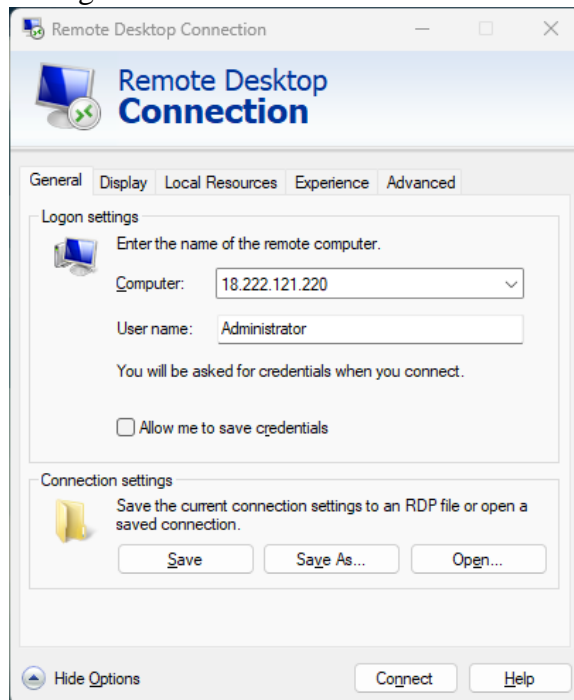 Remote Desktop Connection
Remote Desktop
Connection
General Display Local Resources Experience Advanced
Logon settings
Enter the name of the remote computer.
Computer: 18.222.121.220
User name: Administrator
You will be asked for credentials when you connect.
Allow me to save credentials
Connection settings
Save the current connection settings to an RDP file or open a
saved connection.
Save Save As... Open...
Hide Options Connect Help